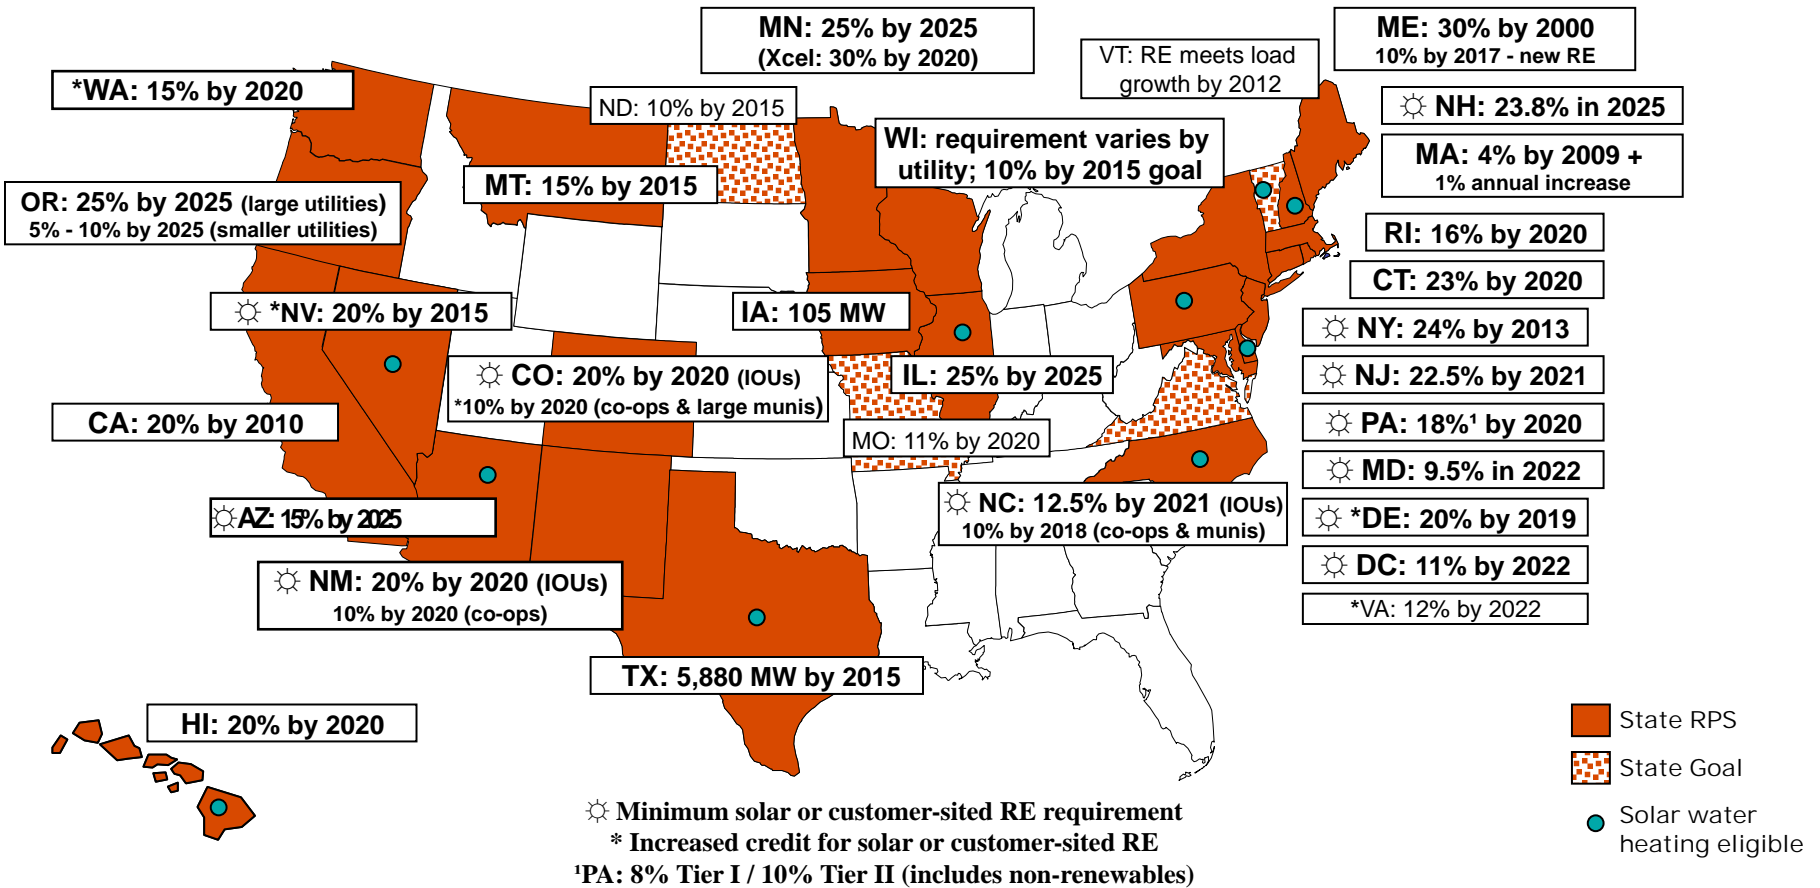 MN: 25% by 2025
(Xcel: 30% by 2020)
ME: 30% by 2000
10% by 2017 - new RE
VT: RE meets load
growth by 2012
*WA: 15% by 2020
ND: 10% by 2015
☼ NH: 23.8% in 2025
WI: requirement varies by
utility; 10% by 2015 goal
MA: 4% by 2009 +
1% annual increase
MT: 15% by 2015
OR: 25% by 2025 (large utilities)
5% - 10% by 2025 (smaller utilities)
RI: 16% by 2020
CT: 23% by 2020
☼ *NV: 20% by 2015
IA: 105 MW
☼ NY: 24% by 2013
☼ CO: 20% by 2020 (IOUs)
*10% by 2020 (co-ops & large munis)
IL: 25% by 2025
☼ NJ: 22.5% by 2021
CA: 20% by 2010
☼ PA: 18%¹ by 2020
MO: 11% by 2020
☼ MD: 9.5% in 2022
☼ NC: 12.5% by 2021 (IOUs)
10% by 2018 (co-ops & munis)
☼ AZ: 15% by 2025
☼ *DE: 20% by 2019
☼ DC: 11% by 2022
☼ NM: 20% by 2020 (IOUs)
10% by 2020 (co-ops)
*VA: 12% by 2022
TX: 5,880 MW by 2015
HI: 20% by 2020
State RPS
State Goal
Solar water
heating eligible
☼ Minimum solar or customer-sited RE requirement
* Increased credit for solar or customer-sited RE
¹PA: 8% Tier I / 10% Tier II (includes non-renewables)